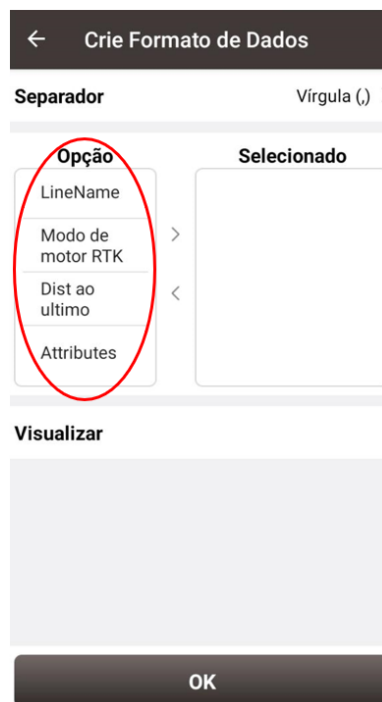 Crie Formato de Dados
Separador Vírgula (,)
Opção Selecionado
LineName
Modo de
motor RTK
Dist ao
ultimo
Attributes
Visualizar
OK